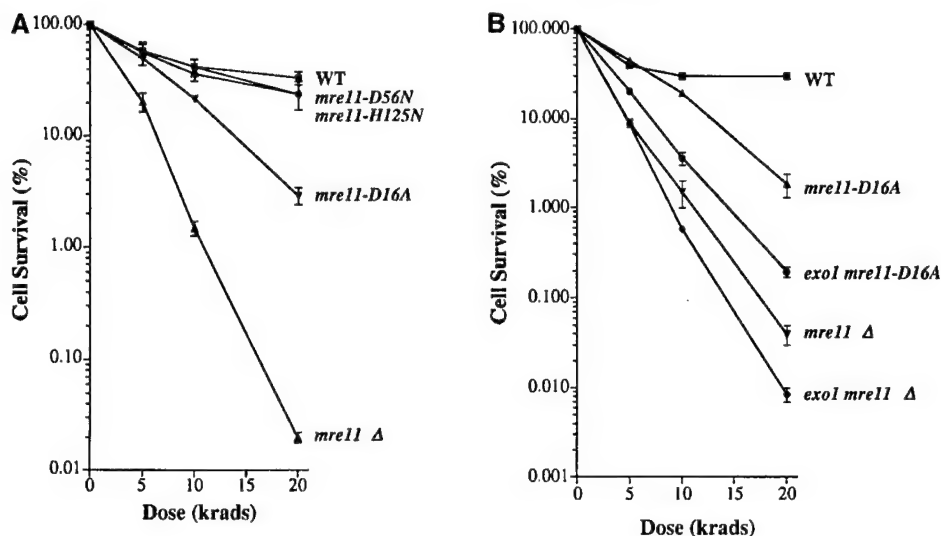 A
Cell Survival (%)
100.00
10.00
1.00
0.10
0.01
0 5 10 15 20
Dose (krads)
WT
mre11-D56N
mre11-H125N
mre11-D16A
mre11 Δ
B
Cell Survival (%)
100.000
10.000
1.000
0.100
0.010
0.001
0 5 10 15 20
Dose (krads)
WT
mre11-D16A
exo1 mre11-D16A
mre11 Δ
exo1 mre11 Δ